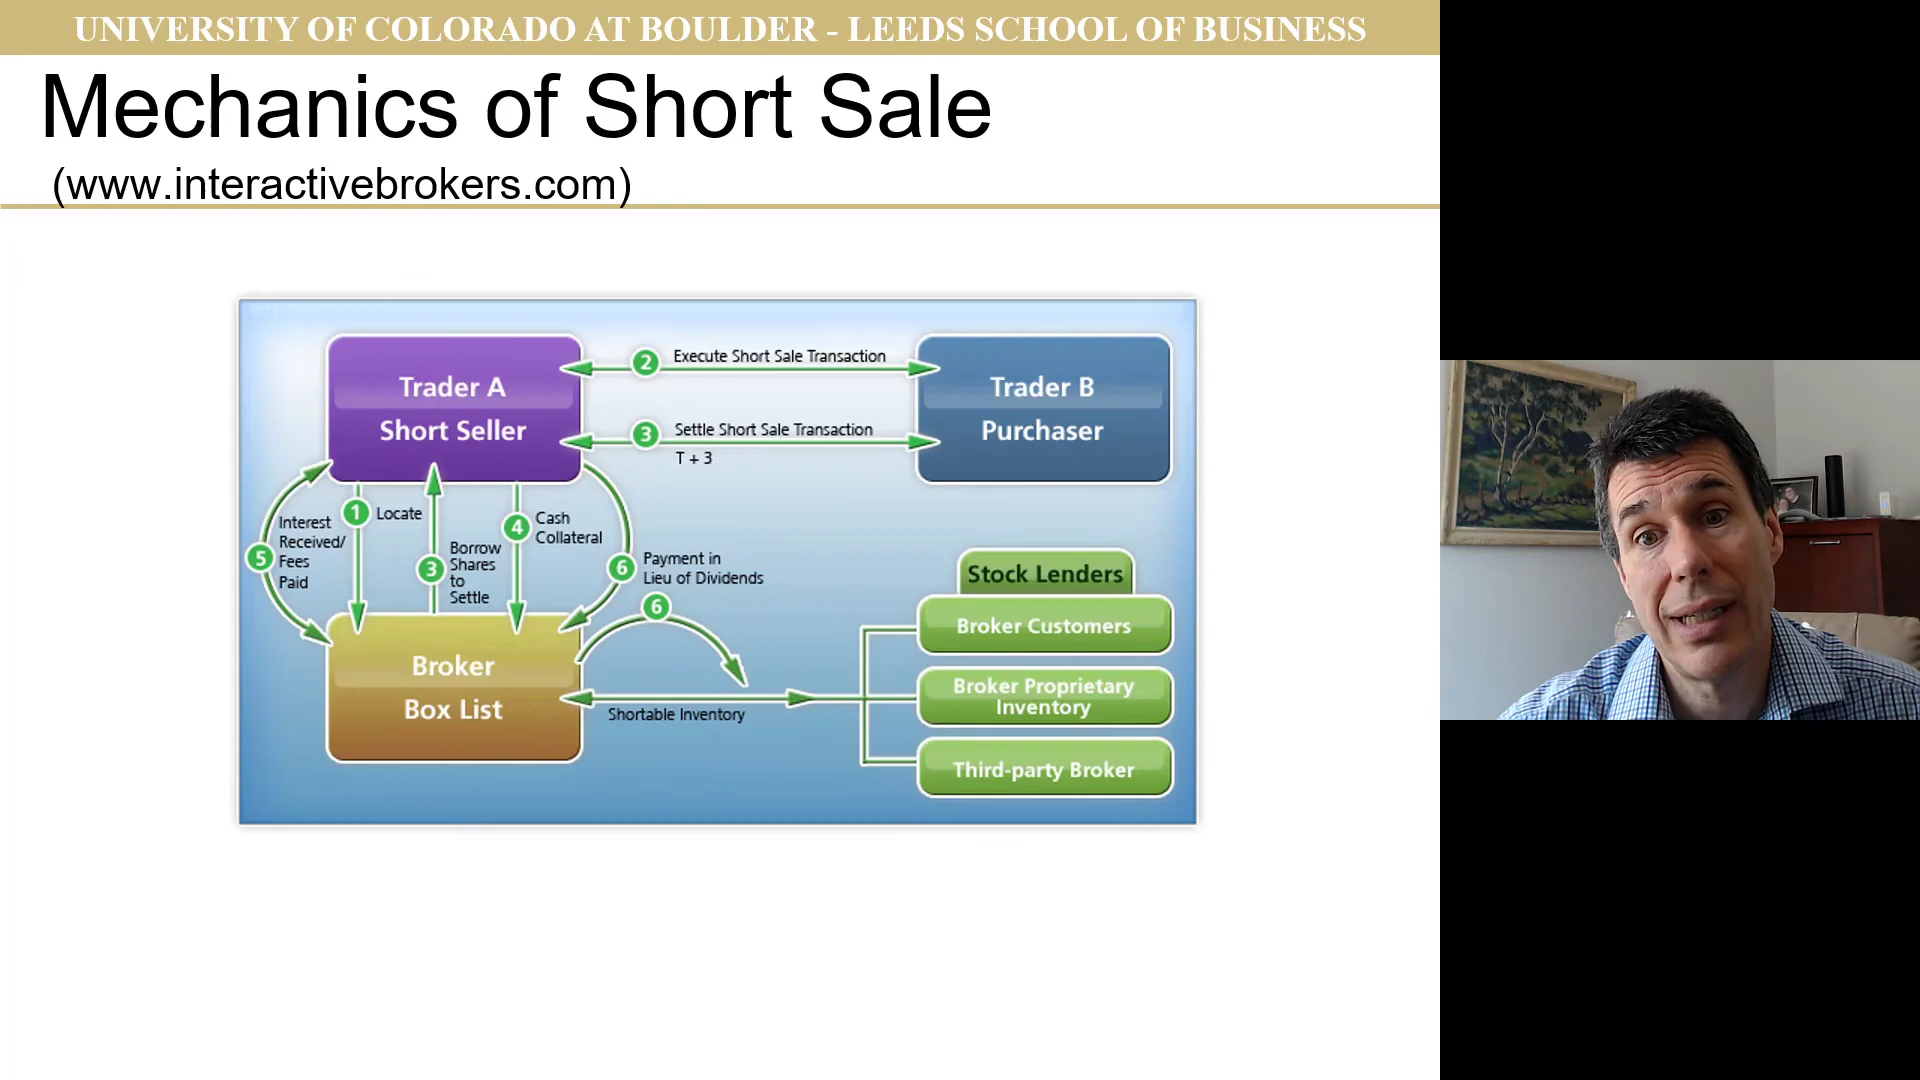 UNIVERSITY OF COLORADO AT BOULDER - LEEDS SCHOOL OF BUSINESS
Mechanics of Short Sale
(www.interactivebrokers.com)
Trader A
Short Seller
2 Execute Short Sale Transaction
3 Settle Short Sale Transaction
T + 3
Trader B
Purchaser
5 Interest
Received/
Fees
Paid
1 Locate
3 Borrow
Shares
to
Settle
4 Cash
Collateral
6 Payment in
Lieu of Dividends
6
Broker
Box List
Shortable Inventory
Stock Lenders
Broker Customers
Broker Proprietary
Inventory
Third-party Broker